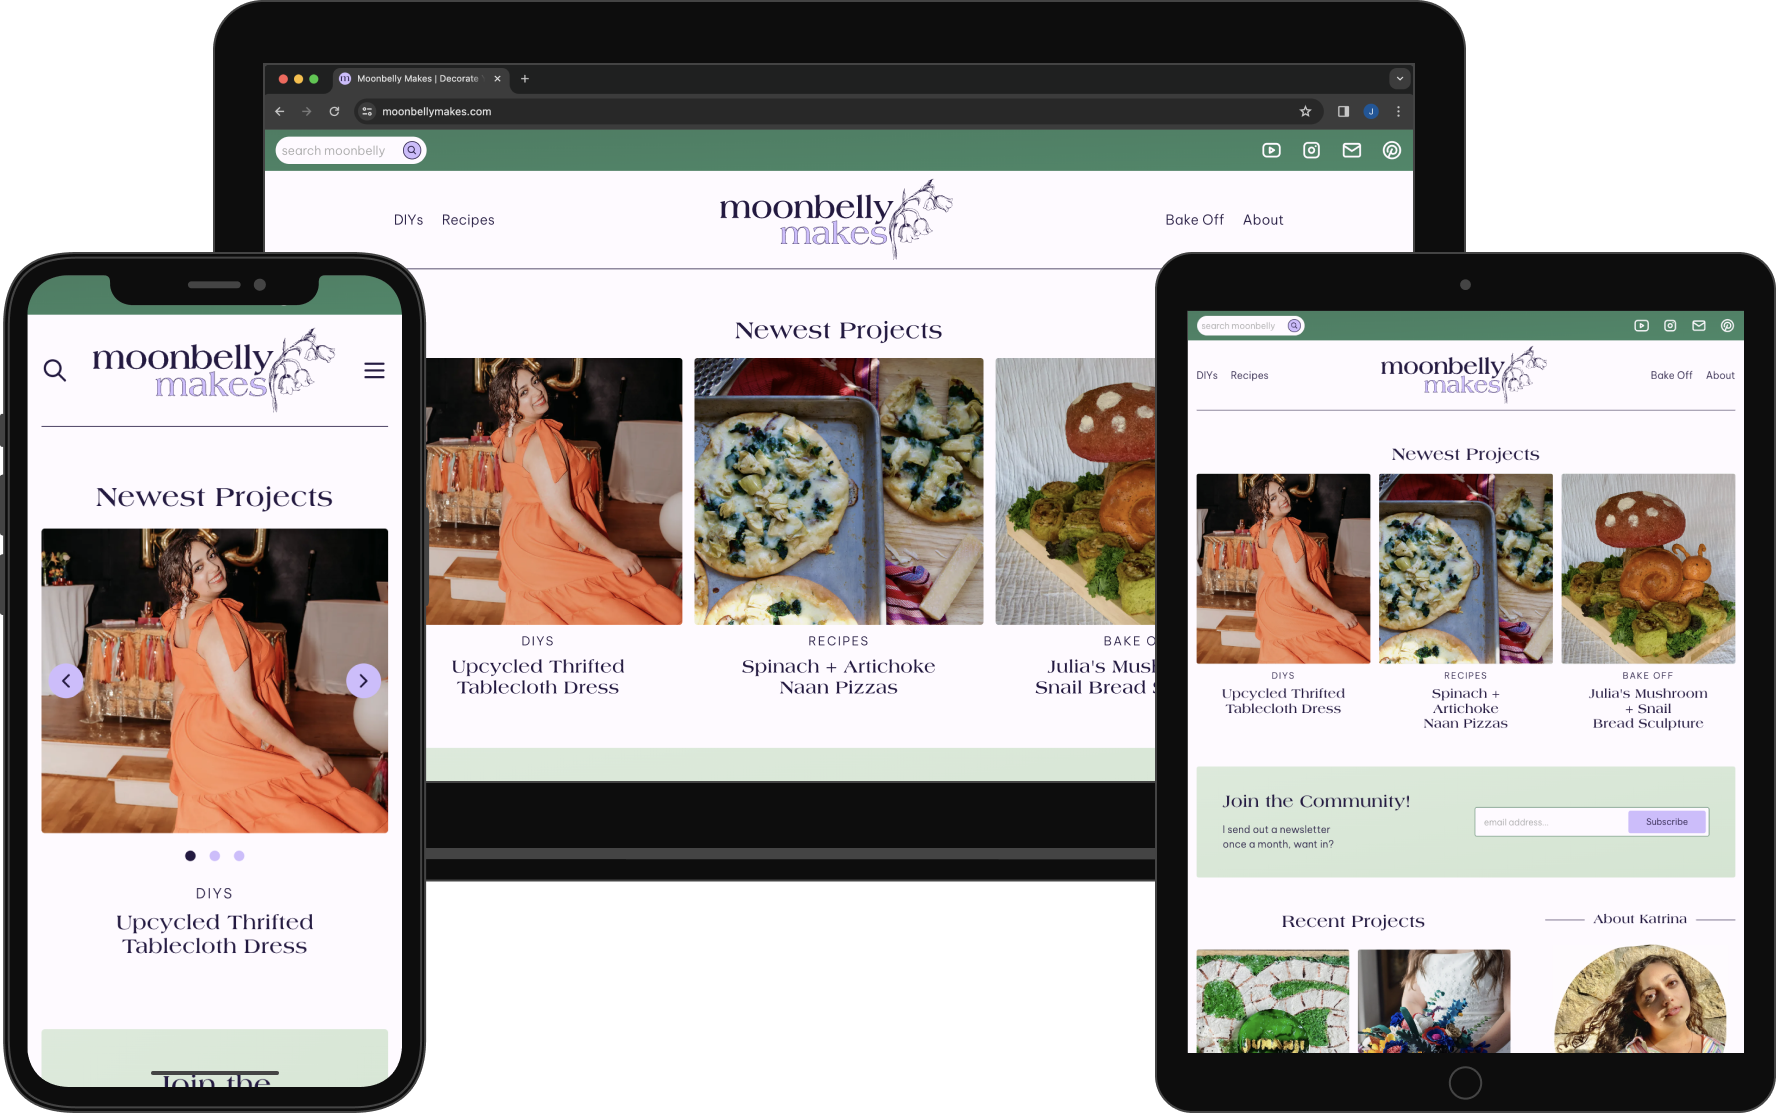 Moonbelly Makes | Decorate
moonbellymakes.com
J
search moonbelly
DIYs
Recipes
moonbelly
makes
Bake Off
About
Newest Projects
DIYS
Upcycled Thrifted
Tablecloth Dress
RECIPES
Spinach + Artichoke
Naan Pizzas
BAKE O
Julia's Mush
Snail Bread
moonbelly
makes
Newest Projects
DIYS
Upcycled Thrifted
Tablecloth Dress
Join the
search moonbelly
DIYs
Recipes
moonbelly
makes
Bake Off
About
Newest Projects
DIYS
Upcycled Thrifted
Tablecloth Dress
RECIPES
Spinach +
Artichoke
Naan Pizzas
BAKE OFF
Julia's Mushroom
+ Snail
Bread Sculpture
Join the Community!
I send out a newsletter
once a month, want in?
email address...
Subscribe
Recent Projects
About Katrina